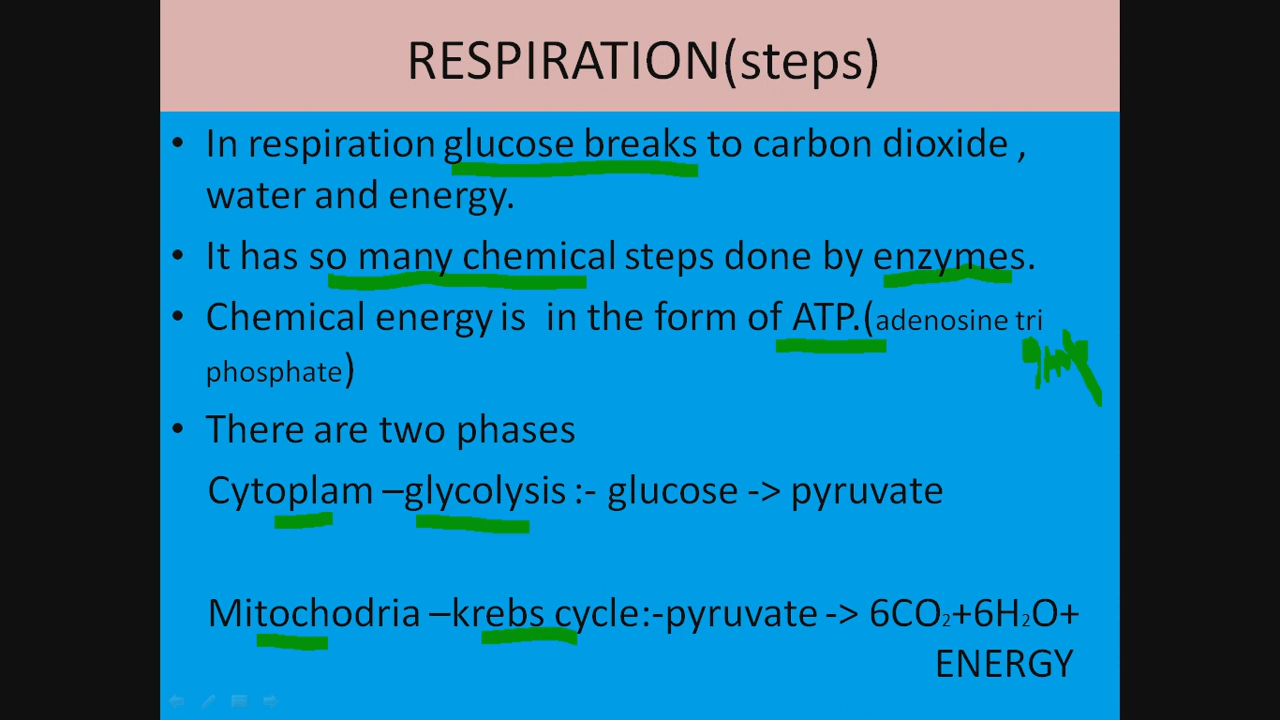 RESPIRATION(steps)
• In respiration glucose breaks to carbon dioxide ,
water and energy.
• It has so many chemical steps done by enzymes.
• Chemical energy is in the form of ATP.(adenosine tri
phosphate)
• There are two phases
Cytoplam –glycolysis :- glucose -> pyruvate
Mitochodria –krebs cycle:-pyruvate -> 6CO₂+6H₂O+
ENERGY